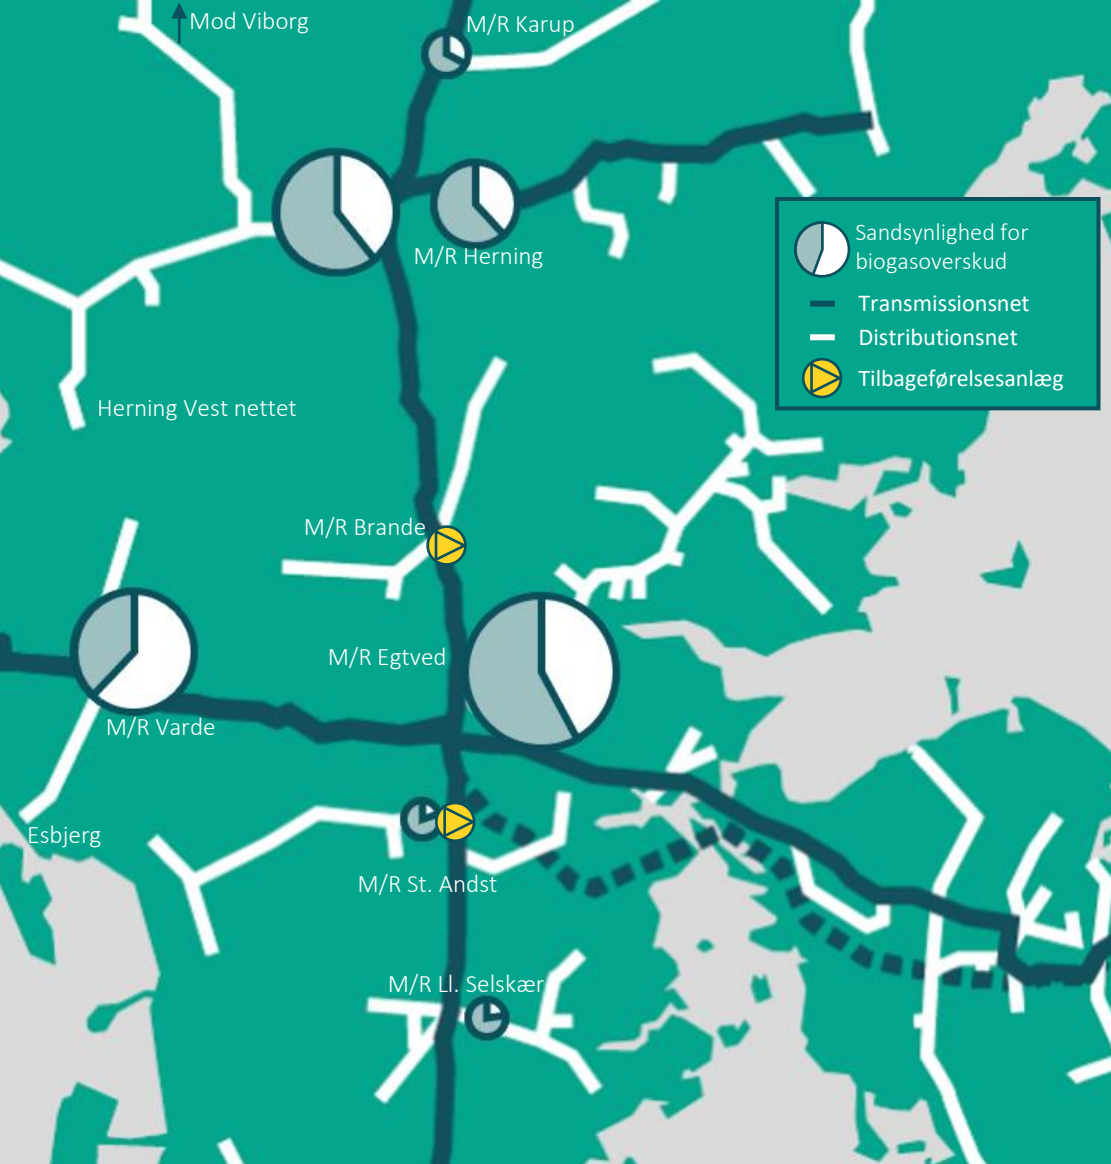 Mod Viborg
M/R Karup
M/R Herning
Sandsynlighed for
biogasoverskud
Transmissionsnet
Distributionsnet
Tilbageførelsesanlæg
Herning Vest nettet
M/R Brande
M/R Egtved
M/R Varde
Esbjerg
M/R St. Andst
M/R Ll. Selskær